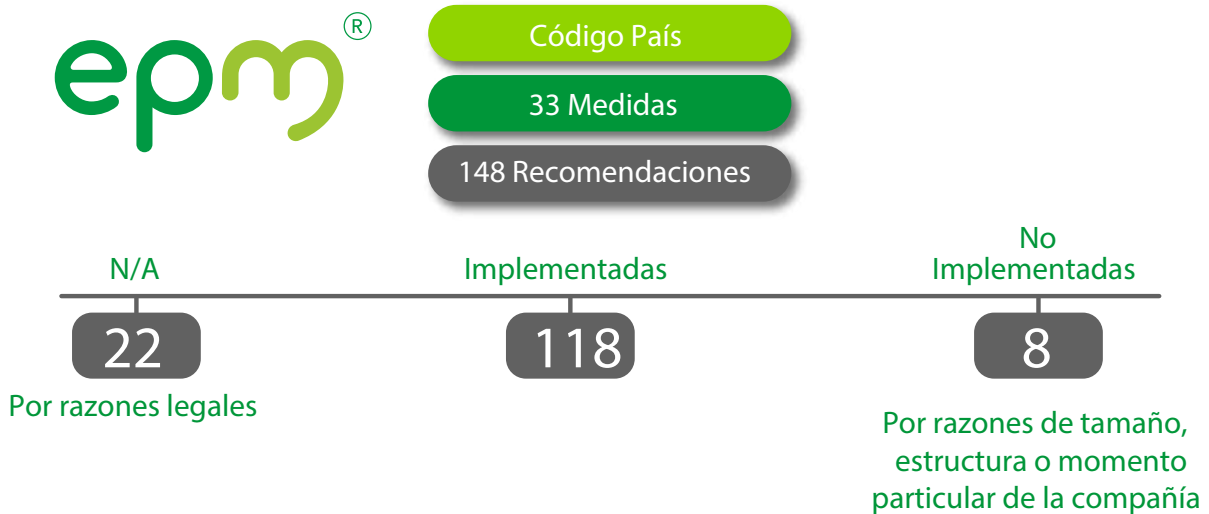 epm®
Código País
33 Medidas
148 Recomendaciones
N/A
Implementadas
No
Implementadas
22
118
8
Por razones legales
Por razones de tamaño,
estructura o momento
particular de la compañía